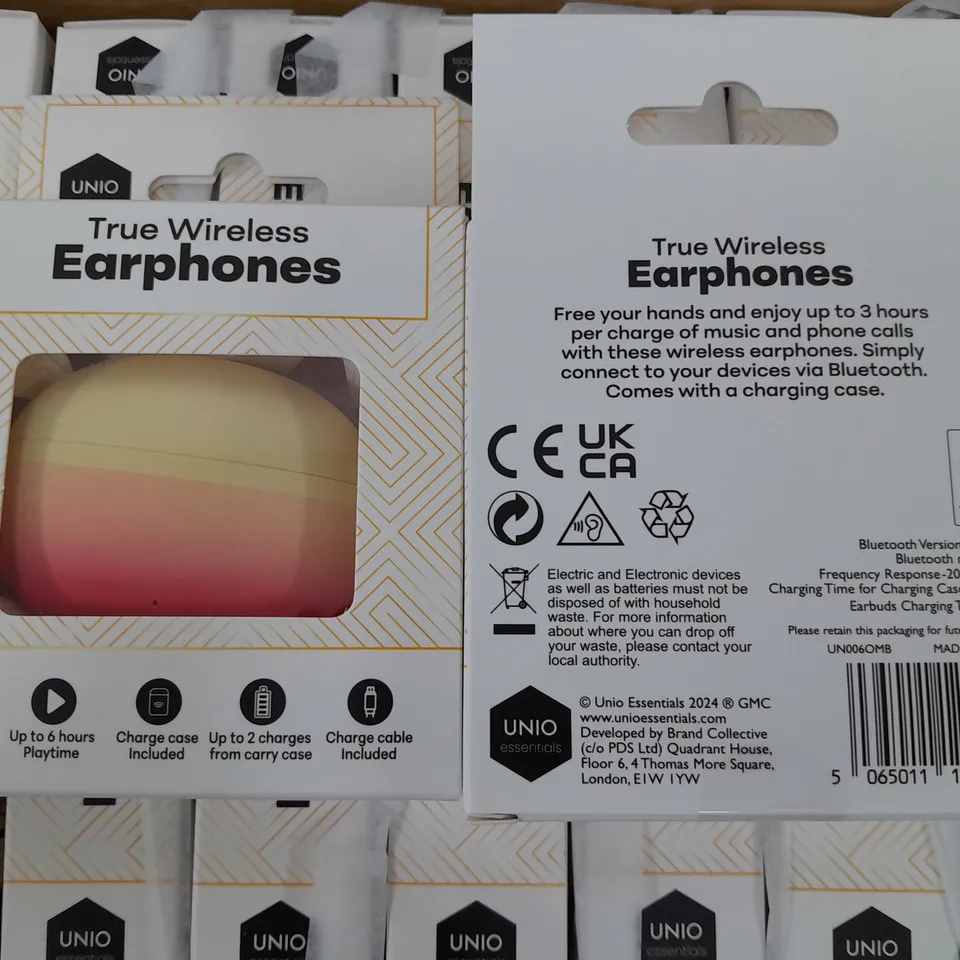 UNIO
essentials
UNIO
UNIO
UNIO
True Wireless
Earphones
Up to 6 hours
Playtime
Charge case
Included
Up to 2 charges
from carry case
Charge cable
Included
True Wireless
Earphones
Free your hands and enjoy up to 3 hours
per charge of music and phone calls
with these wireless earphones. Simply
connect to your devices via Bluetooth.
Comes with a charging case.
CE
UK
CA
Electric and Electronic devices
as well as batteries must not be
disposed of with household
waste. For more information
about where you can drop off
your waste, please contact your
local authority.
Bluetooth Version
Bluetooth
Frequency Response-20
Charging Time for Charging Case
Earbuds Charging
Please retain this packaging for
UN006OMB
UNIO
essentials
© Unio Essentials 2024 ® GMC
www.unioessentials.com
Developed by Brand Collective
(c/o PDS Ltd) Quadrant House,
Floor 6, 4 Thomas More Square,
London, E1W 1YW
5 065011 1
UNIO
UNIO
UNIO
UNIO
essentials
UNIO